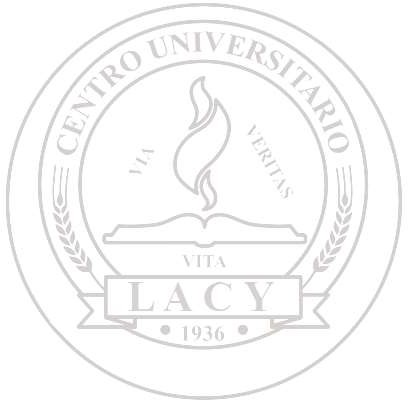 CENTRO UNIVERSITARIO
VIA
VERITAS
VITA
LACY
• 1936 •